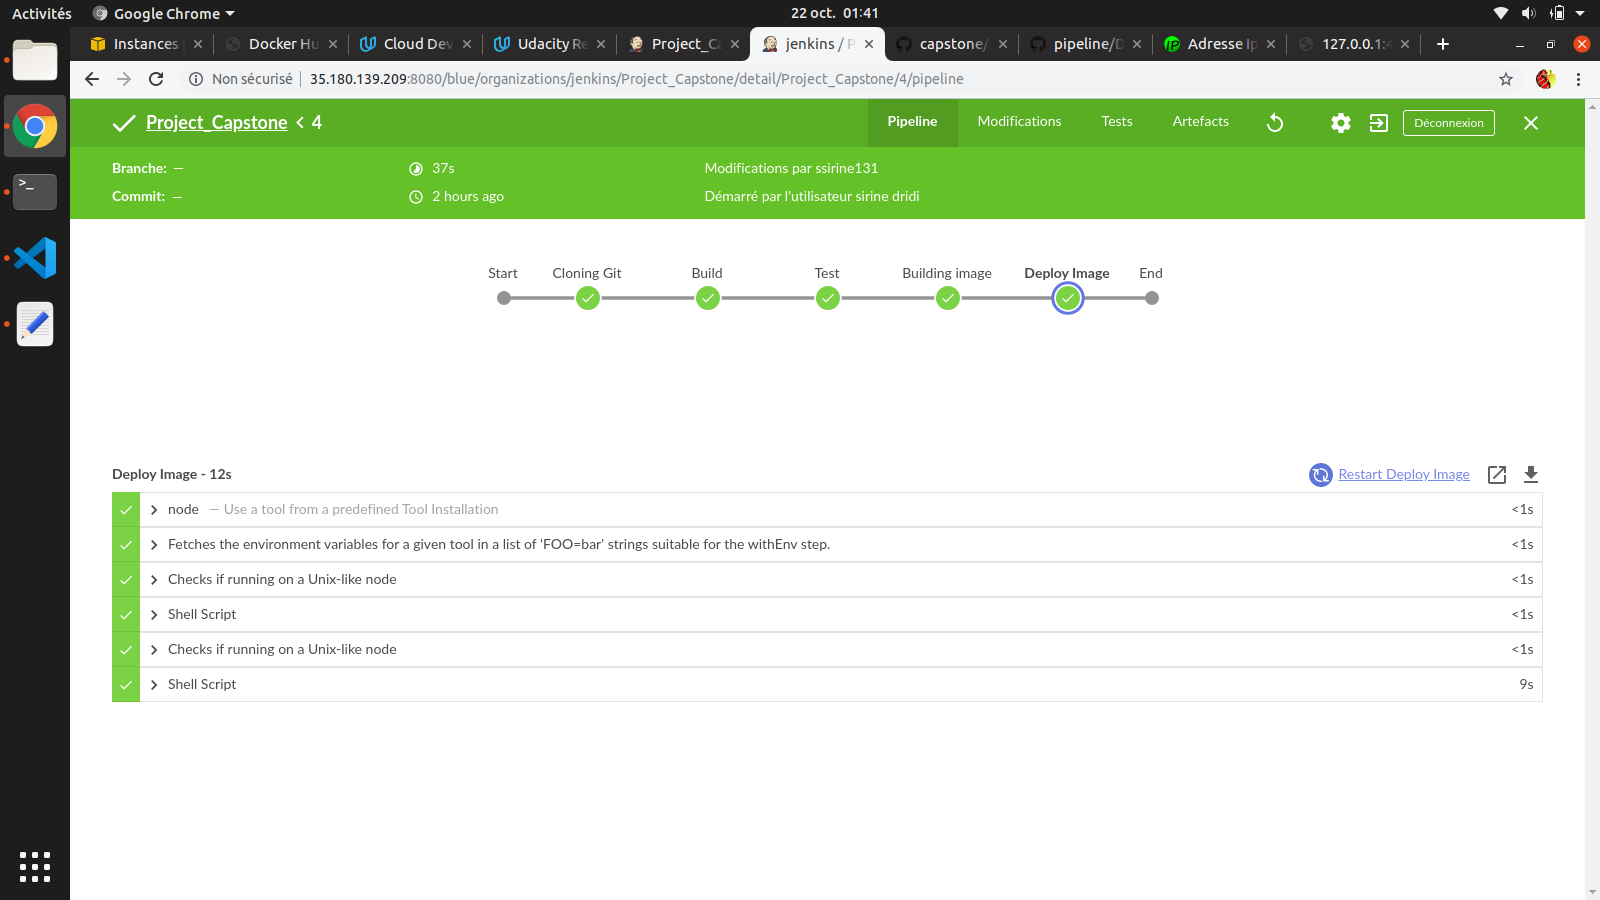 Activités Google Chrome 22 oct. 01:41
Instances Docker Hu Cloud Dev Udacity Re Project_Ca jenkins / P capstone/ pipeline/D Adresse Ip 127.0.0.1:4
Non sécurisé 35.180.139.209:8080/blue/organizations/jenkins/Project_Capstone/detail/Project_Capstone/4/pipeline
Project_Capstone < 4 Pipeline Modifications Tests Artefacts Déconnexion
Branche: — 37s Modifications par ssirine131
Commit: — 2 hours ago Démarré par l'utilisateur sirine dridi
Start Cloning Git Build Test Building image Deploy Image End
Deploy Image - 12s Restart Deploy Image
node — Use a tool from a predefined Tool Installation <1s
Fetches the environment variables for a given tool in a list of 'FOO=bar' strings suitable for the withEnv step. <1s
Checks if running on a Unix-like node <1s
Shell Script <1s
Checks if running on a Unix-like node <1s
Shell Script 9s